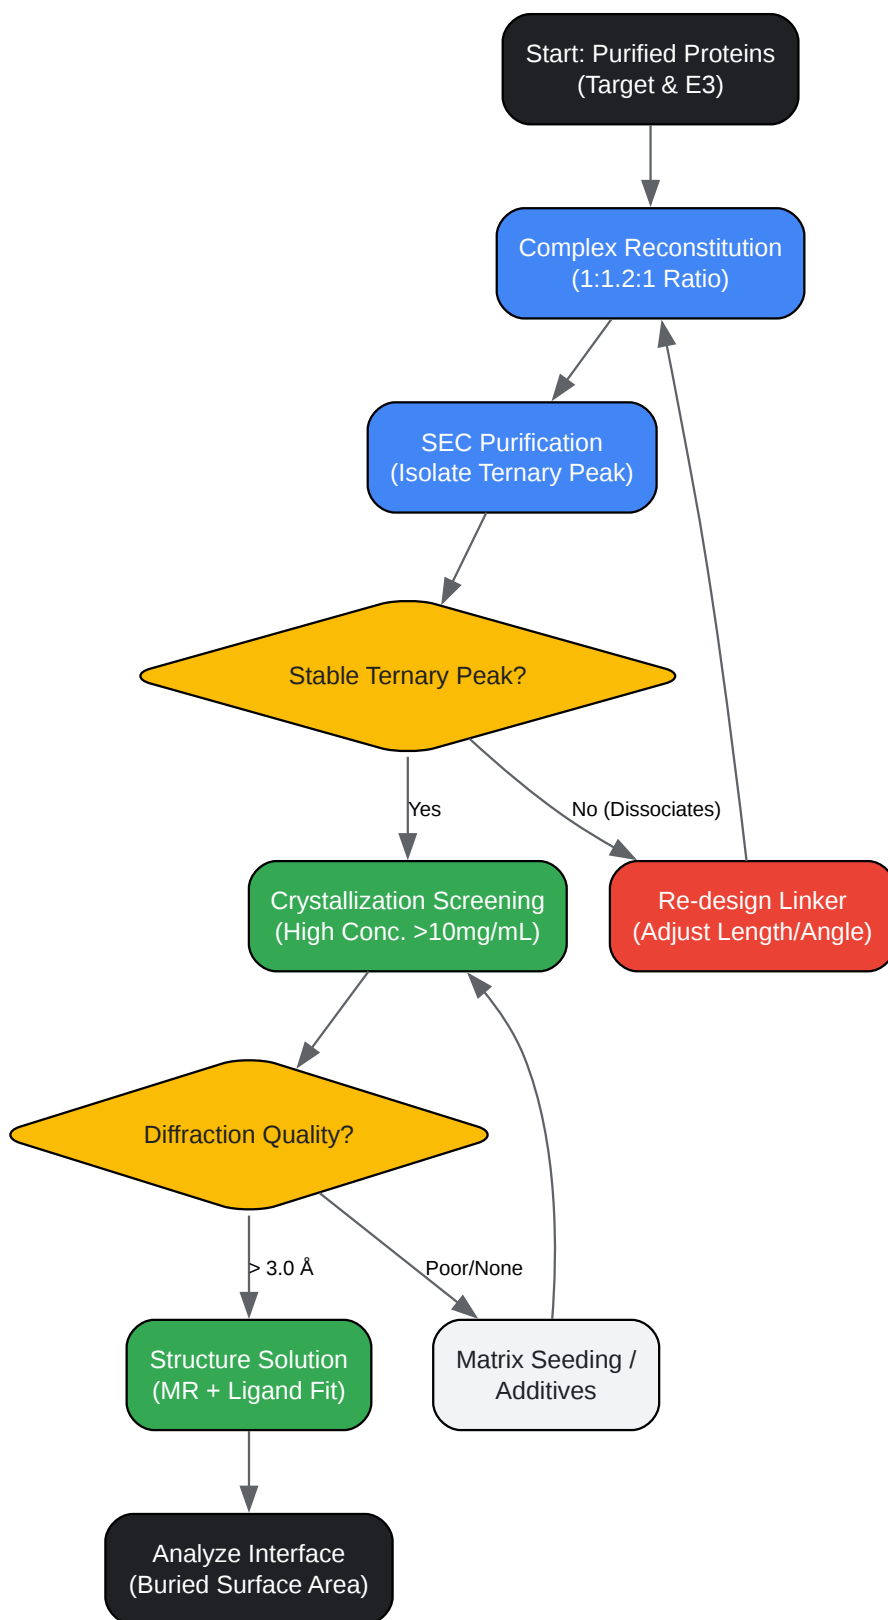 Start: Purified Proteins
(Target & E3)
Complex Reconstitution
(1:1.2:1 Ratio)
SEC Purification
(Isolate Ternary Peak)
Stable Ternary Peak?
Yes
No (Dissociates)
Crystallization Screening
(High Conc. >10mg/mL)
Re-design Linker
(Adjust Length/Angle)
Diffraction Quality?
> 3.0 Å
Poor/None
Structure Solution
(MR + Ligand Fit)
Matrix Seeding /
Additives
Analyze Interface
(Buried Surface Area)